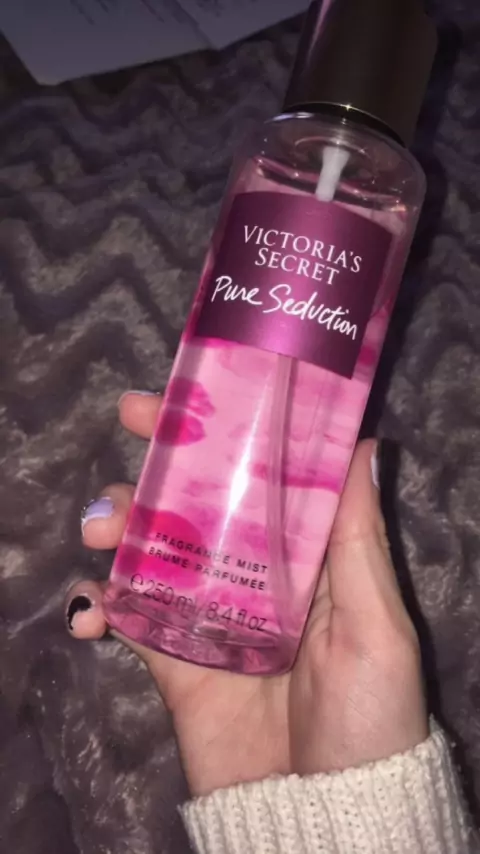 VICTORIA'S
SECRET
Pure Seduction
FRAGRANCE MIST
BRUME PARFUMÉE
℮250 ml/8.4 fl oz